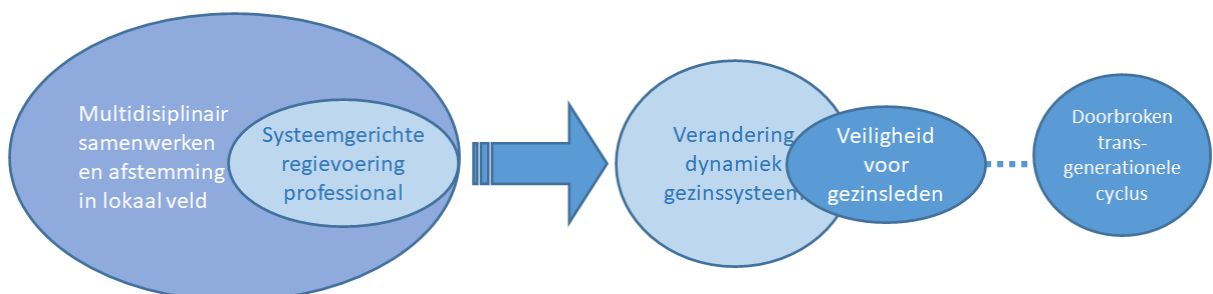 Multidisiplinair
samenwerken
en afstemming
in lokaal veld
Systeemgerichte
regievoering
professional
Verandering
dynamiek
gezinssysteem
Veiligheid
voor
gezinsleden
Doorbroken
trans-
generationele
cyclus